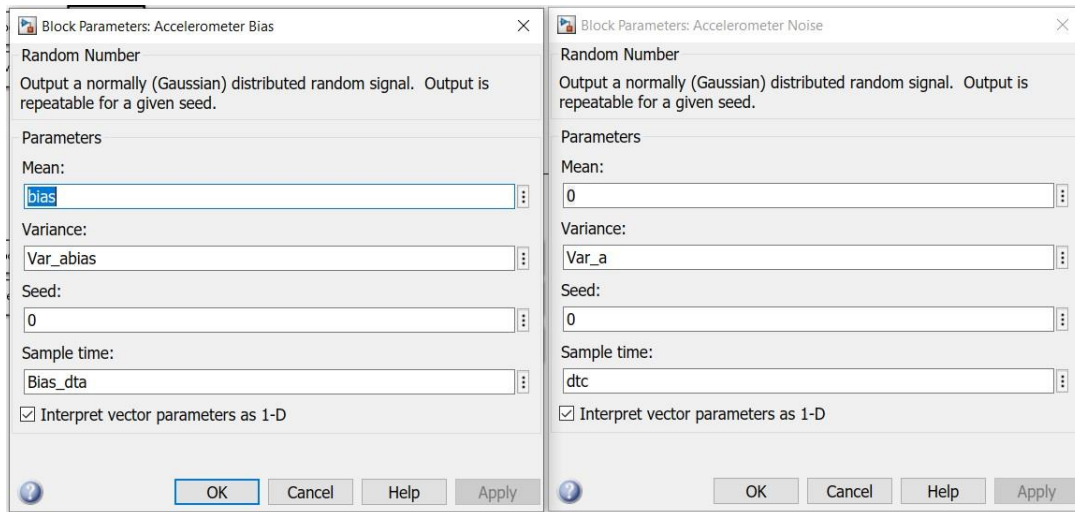 Block Parameters: Accelerometer Bias
Random Number
Output a normally (Gaussian) distributed random signal. Output is
repeatable for a given seed.
Parameters
Mean:
bias
Variance:
Var_abias
Seed:
0
Sample time:
Bias_dta
Interpret vector parameters as 1-D
OK Cancel Help Apply
Block Parameters: Accelerometer Noise
Random Number
Output a normally (Gaussian) distributed random signal. Output is
repeatable for a given seed.
Parameters
Mean:
0
Variance:
Var_a
Seed:
0
Sample time:
dtc
Interpret vector parameters as 1-D
OK Cancel Help Apply